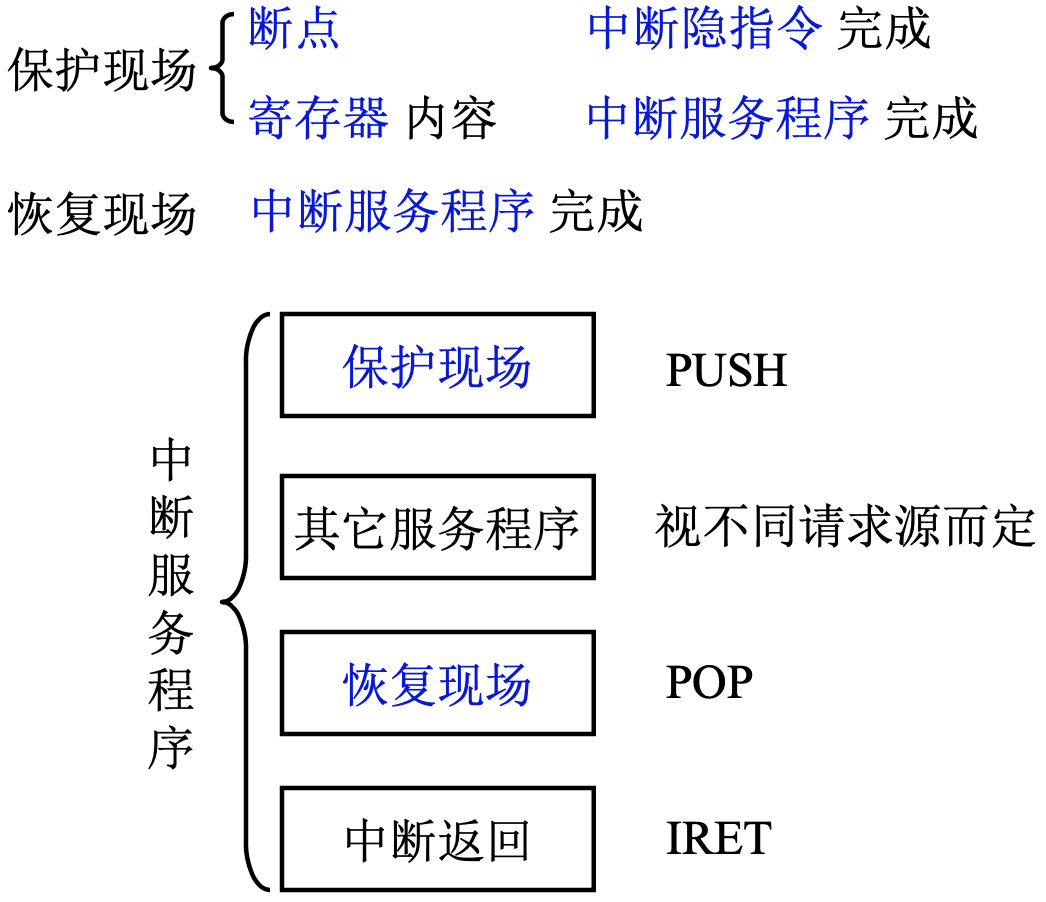 保护现场
断点 中断隐指令 完成
寄存器 内容 中断服务程序 完成
恢复现场 中断服务程序 完成
中断服务程序
保护现场 PUSH
其它服务程序 视不同请求源而定
恢复现场 POP
中断返回 IRET